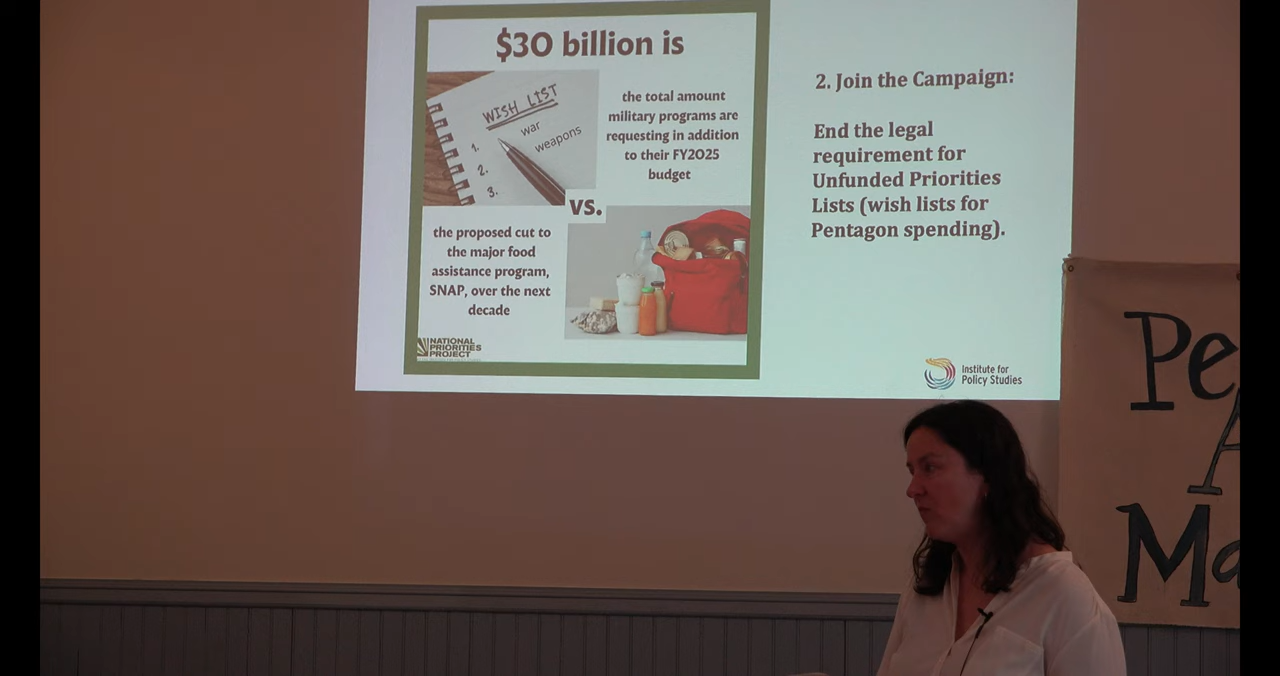 $30 billion is
WISH LIST
1. war
weapons
2.
3.
the total amount
military programs are
requesting in addition
to their FY2025
budget
vs.
the proposed cut to
the major food
assistance program,
SNAP, over the next
decade
NATIONAL
PRIORITIES
PROJECT
2. Join the Campaign:
End the legal
requirement for
Unfunded Priorities
Lists (wish lists for
Pentagon spending).
Institute for
Policy Studies
Pe
A
Ma